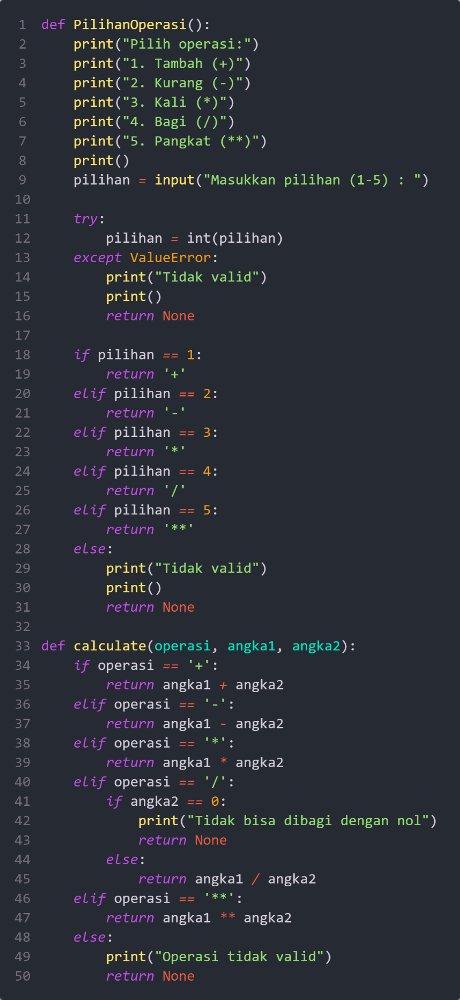 1 def PilihanOperasi():
2     print("Pilih operasi:")
3     print("1. Tambah (+)")
4     print("2. Kurang (-)")
5     print("3. Kali (*)")
6     print("4. Bagi (/)")
7     print("5. Pangkat (**)")
8     print()
9     pilihan = input("Masukkan pilihan (1-5) : ")
10
11     try:
12         pilihan = int(pilihan)
13     except ValueError:
14         print("Tidak valid")
15         print()
16         return None
17
18     if pilihan == 1:
19         return '+'
20     elif pilihan == 2:
21         return '-'
22     elif pilihan == 3:
23         return '*'
24     elif pilihan == 4:
25         return '/'
26     elif pilihan == 5:
27         return '**'
28     else:
29         print("Tidak valid")
30         print()
31         return None
32
33 def calculate(operasi, angka1, angka2):
34     if operasi == '+':
35         return angka1 + angka2
36     elif operasi == '-':
37         return angka1 - angka2
38     elif operasi == '*':
39         return angka1 * angka2
40     elif operasi == '/':
41         if angka2 == 0:
42             print("Tidak bisa dibagi dengan nol")
43             return None
44         else:
45             return angka1 / angka2
46     elif operasi == '**':
47         return angka1 ** angka2
48     else:
49         print("Operasi tidak valid")
50         return None